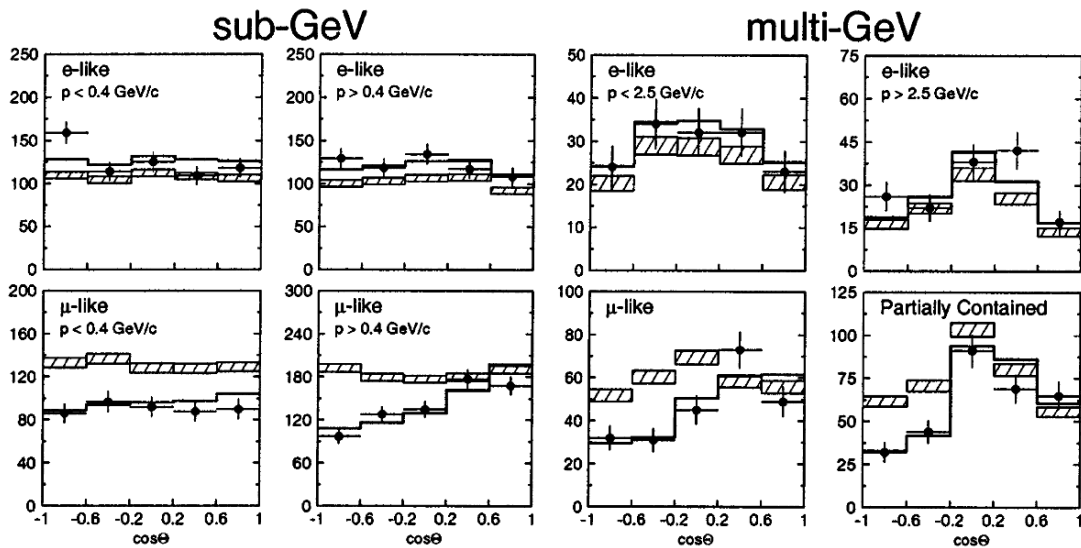 sub-GeV
multi-GeV
250
200
150
100
50
0
e-like
p < 0.4 GeV/c
250
200
150
100
50
0
e-like
p > 0.4 GeV/c
50
40
30
20
10
0
e-like
p < 2.5 GeV/c
75
60
45
30
15
0
e-like
p > 2.5 GeV/c
200
160
120
80
40
0
μ-like
p < 0.4 GeV/c
-1 -0.6 -0.2 0.2 0.6 1
cosΘ
300
240
180
120
60
0
μ-like
p > 0.4 GeV/c
-1 -0.6 -0.2 0.2 0.6 1
cosΘ
100
80
60
40
20
0
μ-like
-1 -0.6 -0.2 0.2 0.6 1
cosΘ
125
100
75
50
25
0
Partially Contained
-1 -0.6 -0.2 0.2 0.6 1
cosΘ